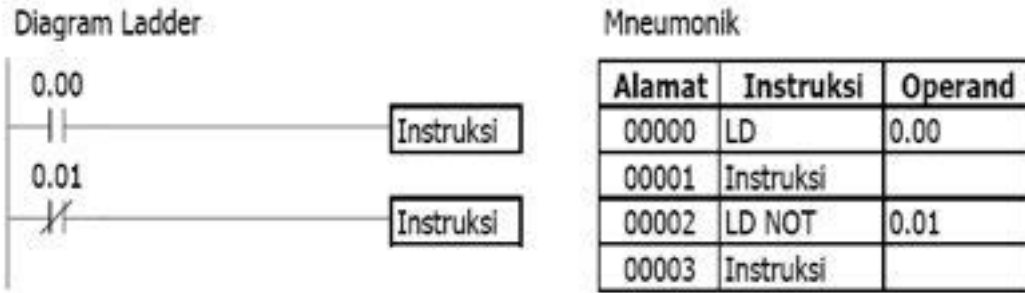 Diagram Ladder
0.00
Instruksi
0.01
Instruksi
Mneumonik
Alamat Instruksi Operand
00000 LD 0.00
00001 Instruksi
00002 LD NOT 0.01
00003 Instruksi